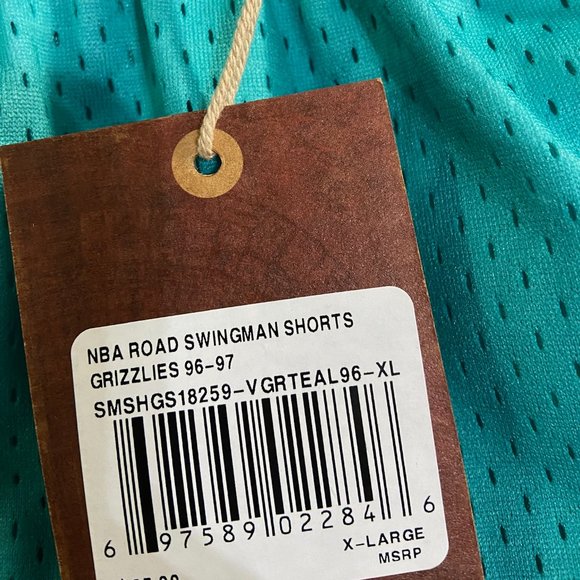 NBA ROAD SWINGMAN SHORTS
GRIZZLIES 96-97
SMSHGS18259-VGRTEAL96-XL
6 97589 02284 6
X-LARGE
MSRP